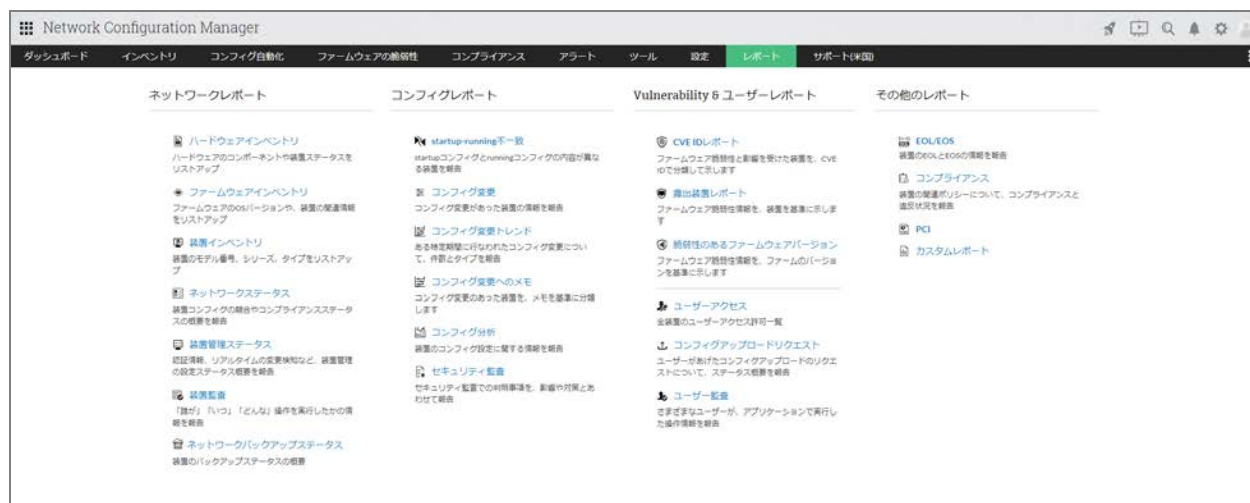 Network Configuration Manager
ダッシュボード インベントリ コンフィグ自動化 ファームウェアの脆弱性 コンプライアンス アラート ツール 設定 レポート サポート(米国)
ネットワークレポート
ハードウェアインベントリ
ハードウェアのコンポーネントや装置ステータスを
リストアップ
ファームウェアインベントリ
ファームウェアのOSバージョンや、装置の関連情報
をリストアップ
装置インベントリ
装置のモデル番号、シリーズ、タイプをリストアッ
プ
ネットワークステータス
装置コンフィグの競合やコンプライアンスステータ
スの概要を報告
装置管理ステータス
認証情報、リアルタイムの変更検知など、装置管理
の設定ステータス概要を報告
装置監査
「誰が」「いつ」「どんな」操作を実行したかの情
報を報告
ネットワークバックアップステータス
装置のバックアップステータスの概要
コンフィグレポート
startup-running不一致
startupコンフィグとrunningコンフィグの内容が異な
る装置を報告
コンフィグ変更
コンフィグ変更があった装置の情報を報告
コンフィグ変更トレンド
ある特定期間に行なわれたコンフィグ変更につい
て、件数とタイプを報告
コンフィグ変更へのメモ
コンフィグ変更のあった装置を、メモを基準に分類
します
コンフィグ分析
装置のコンフィグ設定に関する情報を報告
セキュリティ監査
セキュリティ監査での判明事項を、影響や対策とあ
わせて報告
Vulnerability & ユーザーレポート
CVE IDレポート
ファームウェア脆弱性と影響を受けた装置を、CVE
IDで分類して示します
露出装置レポート
ファームウェア脆弱性情報を、装置を基準に示しま
す
脆弱性のあるファームウェアバージョン
ファームウェア脆弱性情報を、ファームのバージョ
ンを基準に示します
ユーザーアクセス
全装置のユーザーアクセス許可一覧
コンフィグアップロードリクエスト
ユーザーがあげたコンフィグアップロードのリクエ
ストについて、ステータス概要を報告
ユーザー監査
さまざまなユーザーが、アプリケーションで実行し
た操作情報を報告
その他のレポート
EOL/EOS
装置のEOLとEOSの情報を報告
コンプライアンス
装置の関連ポリシーについて、コンプライアンスと
違反状況を報告
PCI
カスタムレポート